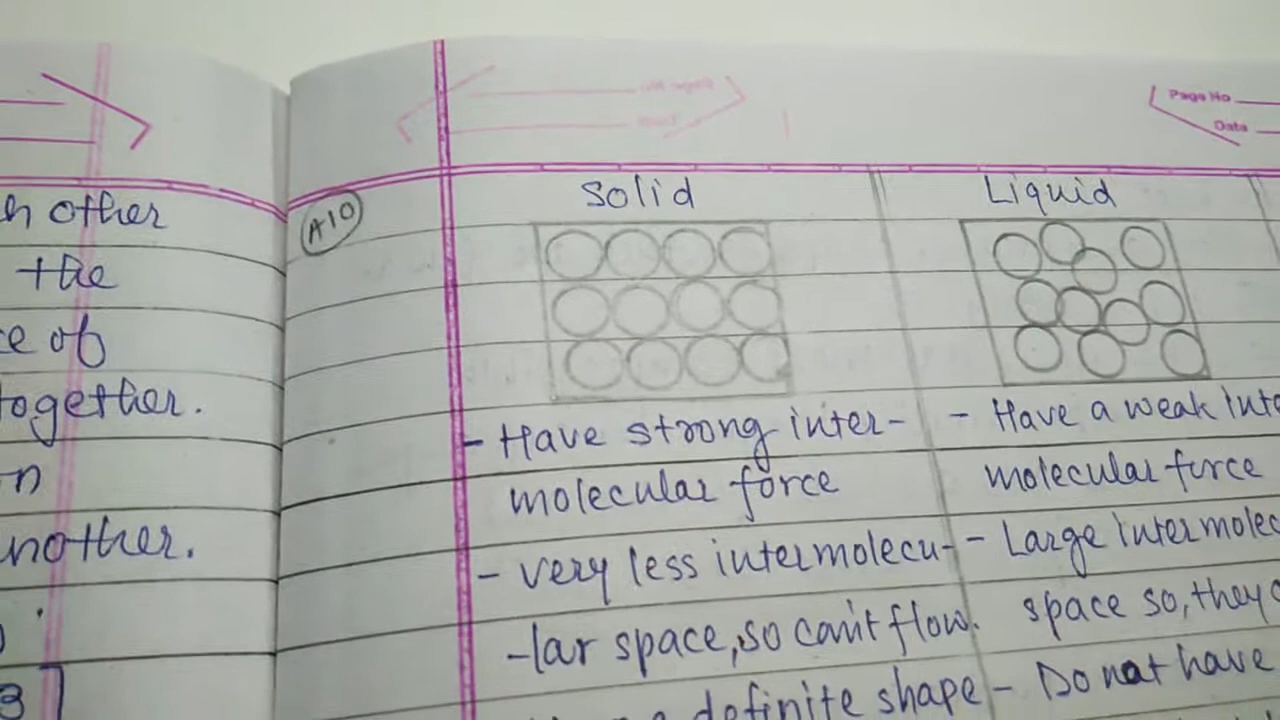 Page No
Date
h other
the
ce of
together.
n
nother.
3]
A10
Solid
Liquid
- Have strong inter-
molecular force
- very less intermolecu-
-lar space, so can't flow.
definite shape
- Have a weak inte
molecular force
- Large intermolec
space so, they c
- Do not have